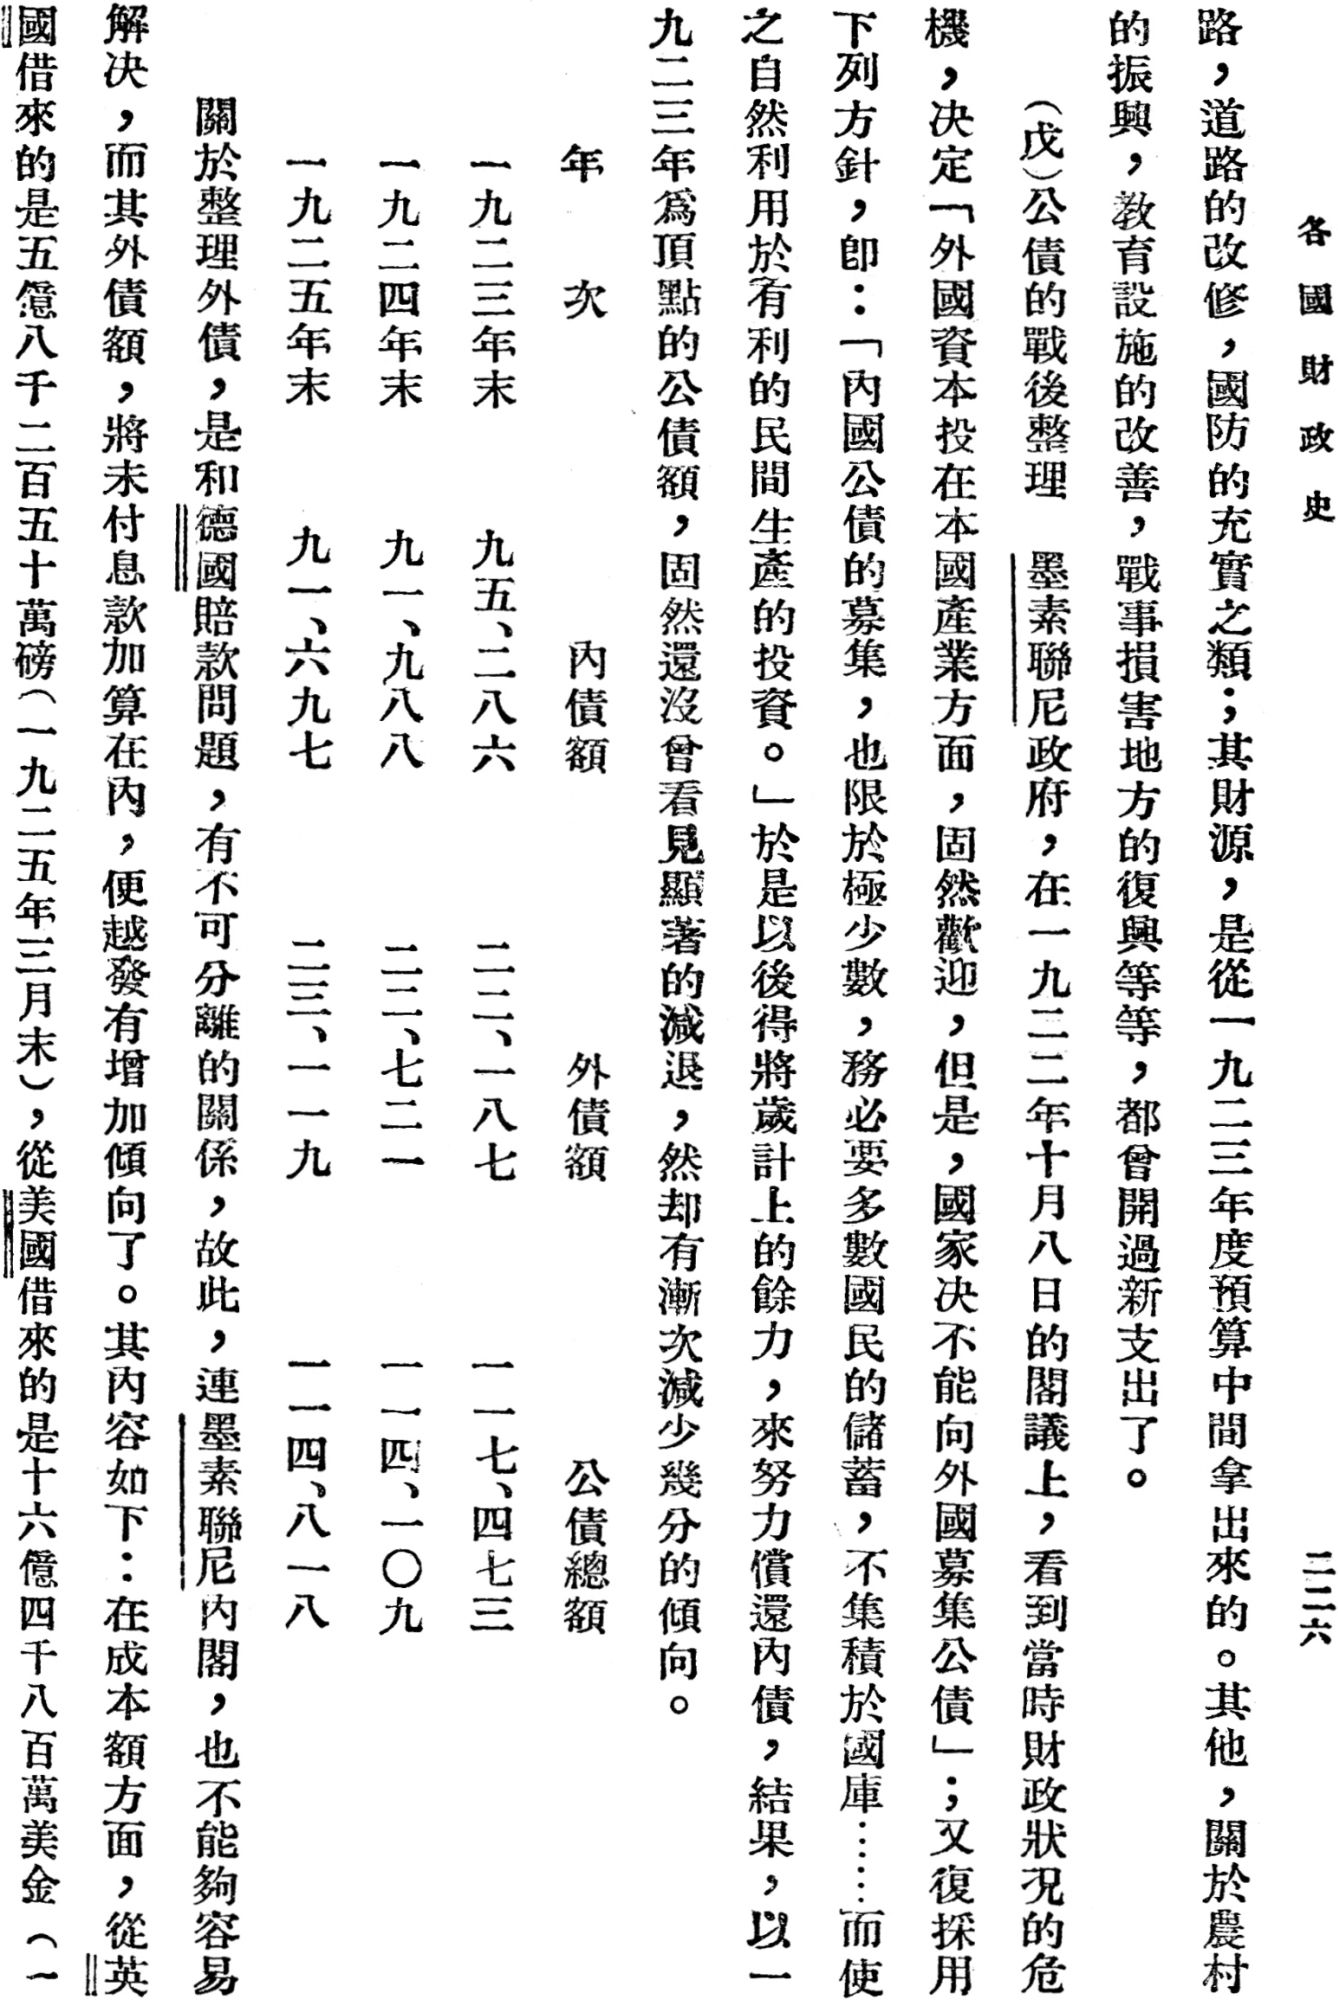 各國財政史
二二六
路，道路的改修，國防的充實之類；其財源，是從一九二三年度預算中間拿出來的。其他，關於農村
的振興，教育設施的改善，戰事損害地方的復興等等，都曾開過新支出了。
（戊）公債的戰後整理　墨素聯尼政府，在一九二二年十月八日的閣議上，看到當時財政狀況的危
機，決定「外國資本投在本國產業方面，固然歡迎，但是，國家決不能向外國募集公債」；又復採用
下列方針，卽：「內國公債的募集，也限於極少數，務必要多數國民的儲蓄，不集積於國庫……而使
之自然利用於有利的民間生產的投資。」於是以後得將歲計上的餘力，來努力償還內債，結果，以一
九二三年爲頂點的公債額，固然還沒曾看見顯著的減退，然却有漸次減少幾分的傾向。
年次　內債額　外債額　公債總額
一九二三年末　九五、二八六　二二、一八七　一一七、四七三
一九二四年末　九一、九八八　二二、七二一　一一四、一〇九
一九二五年末　九一、六九七　二三、一一九　一一四、八一八
關於整理外債，是和德國賠款問題，有不可分離的關係，故此，連墨素聯尼內閣，也不能夠容易
解決，而其外債額，將未付息款加算在內，便越發有增加傾向了。其內容如下：在成本額方面，從英
國借來的是五億八千二百五十萬磅（一九二五年三月末），從美國借來的是十六億四千八百萬美金（一